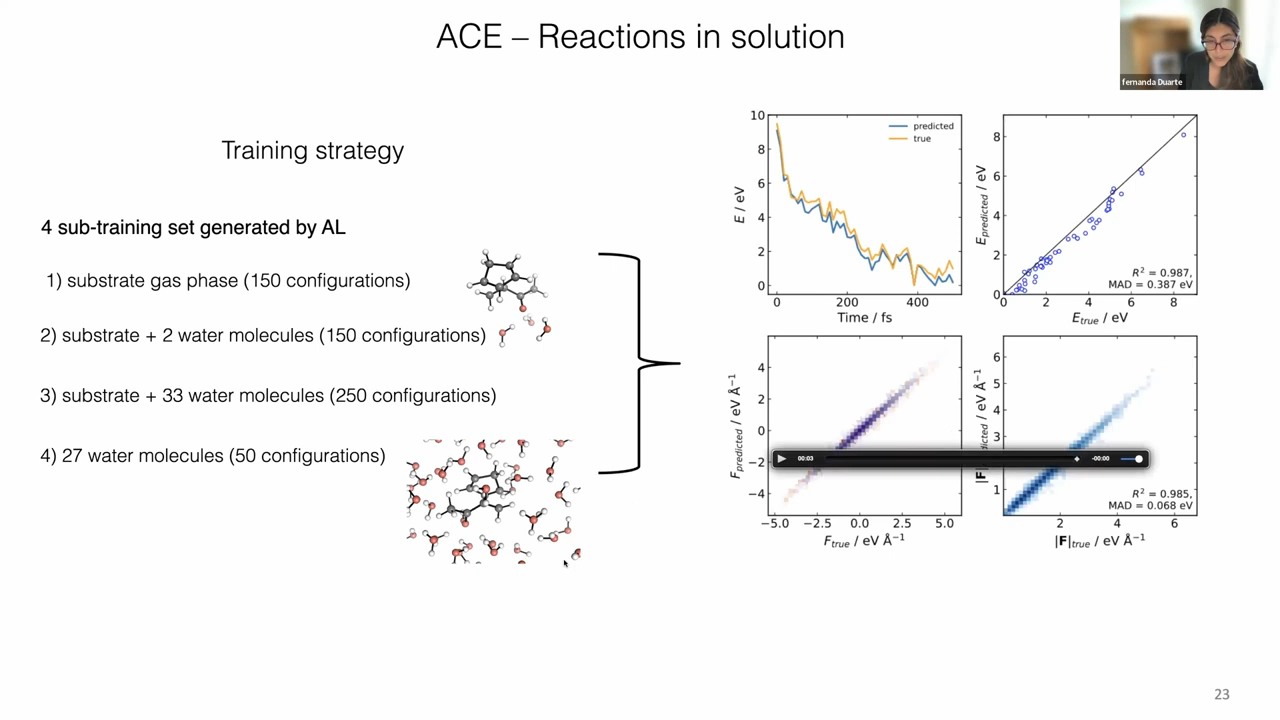 ACE – Reactions in solution
fernanda Duarte
Training strategy
4 sub-training set generated by AL
1) substrate gas phase (150 configurations)
2) substrate + 2 water molecules (150 configurations)
3) substrate + 33 water molecules (250 configurations)
4) 27 water molecules (50 configurations)
10
8
6
4
2
0
E / eV
predicted
true
0
200
400
Time / fs
8
6
4
2
0
E_predicted / eV
R² = 0.987,
MAD = 0.387 eV
0
2
4
6
8
E_true / eV
4
2
0
−2
−4
F_predicted / eV Å⁻¹
−5.0
−2.5
0.0
2.5
5.0
F_true / eV Å⁻¹
6
5
4
3
1
|F| / eV Å⁻¹
R² = 0.985,
MAD = 0.068 eV
2
4
6
|F|_true / eV Å⁻¹
00:03
-00:00
23